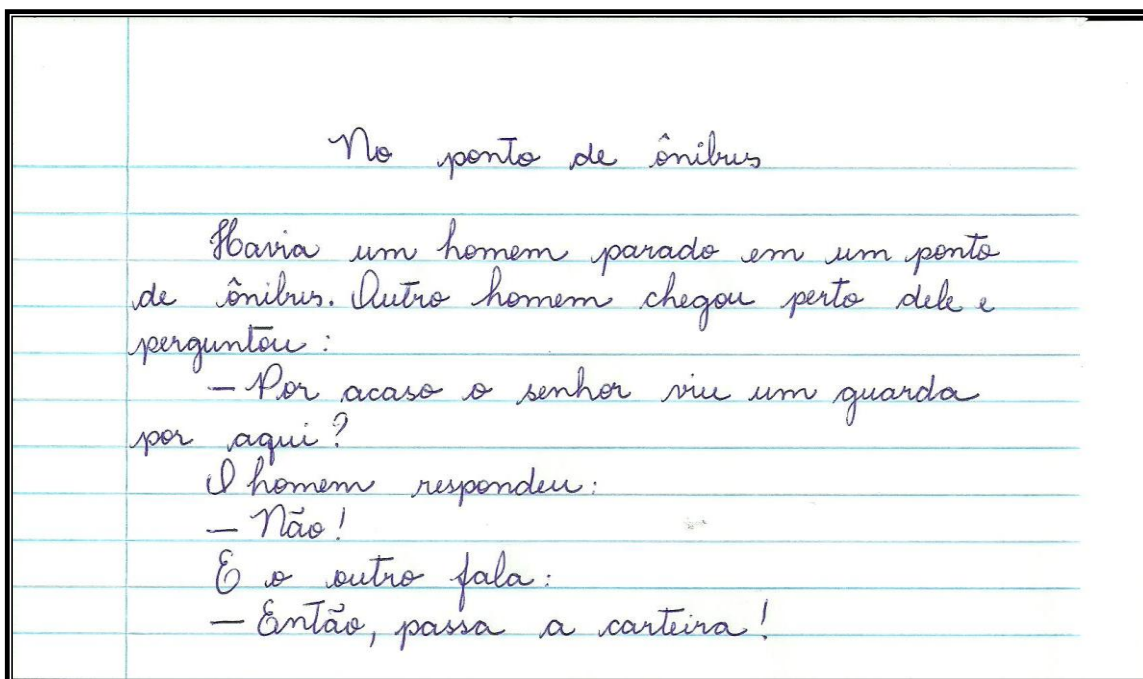 No ponto de ônibus
Havia um homem parado em um ponto
de ônibus. Outro homem chegou perto dele e
perguntou:
— Por acaso o senhor viu um guarda
por aqui?
O homem respondeu:
— Não!
E o outro fala:
— Então, passa a carteira!